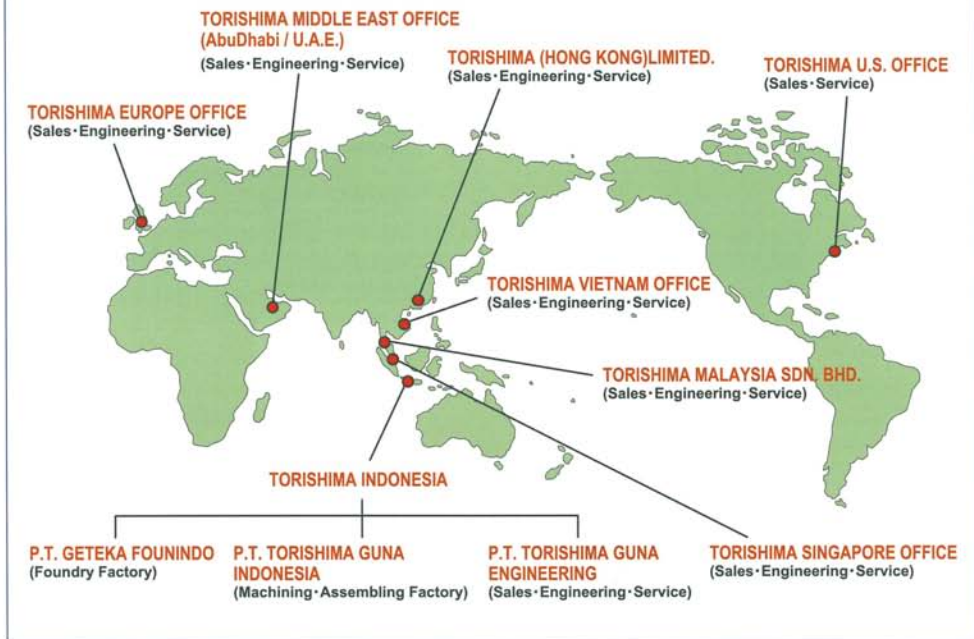 TORISHIMA MIDDLE EAST OFFICE
(AbuDhabi / U.A.E.)
(Sales・Engineering・Service)
TORISHIMA (HONG KONG)LIMITED.
(Sales・Engineering・Service)
TORISHIMA U.S. OFFICE
(Sales・Service)
TORISHIMA EUROPE OFFICE
(Sales・Engineering・Service)
TORISHIMA VIETNAM OFFICE
(Sales・Engineering・Service)
TORISHIMA MALAYSIA SDN. BHD.
(Sales・Engineering・Service)
TORISHIMA INDONESIA
P.T. GETEKA FOUNINDO
(Foundry Factory)
P.T. TORISHIMA GUNA
INDONESIA
(Machining・Assembling Factory)
P.T. TORISHIMA GUNA
ENGINEERING
(Sales・Engineering・Service)
TORISHIMA SINGAPORE OFFICE
(Sales・Engineering・Service)